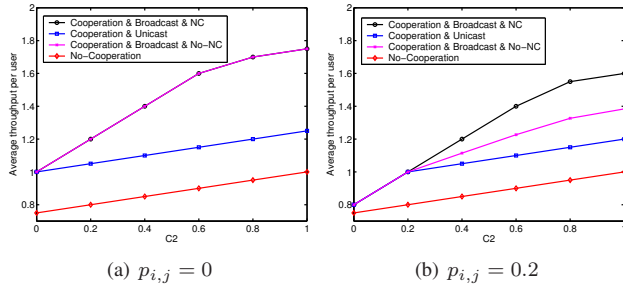 Cooperation & Broadcast & NC
Cooperation & Unicast
Cooperation & Broadcast & No−NC
No−Cooperation
Average throughput per user
2
1.8
1.6
1.4
1.2
1
0.8
0 0.2 0.4 0.6 0.8 1
C2
(a) p_{i,j} = 0
Cooperation & Broadcast & NC
Cooperation & Unicast
Cooperation & Broadcast & No−NC
No−Cooperation
Average throughput per user
2
1.8
1.6
1.4
1.2
1
0.8
0 0.2 0.4 0.6 0.8 1
C2
(b) p_{i,j} = 0.2